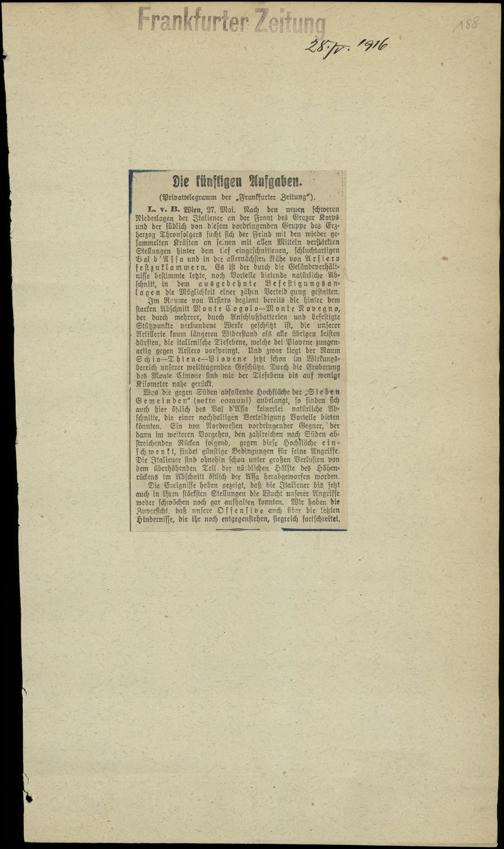 Frankfurter Zeitung
188
28. V. 1916
Die künftigen Aufgaben.
(Privattelegramm der „Frankfurter Zeitung“).
L. v. B. Wien, 27. Mai. Nach den neuen schweren
Niederlagen der Italiener an der Front des Grazer Korps
und der südlich von diesem vordringenden Gruppe des Erz-
herzog Thronfolgers sucht sich der Feind mit den wieder ge-
sammelten Kräften an seinen mit allen Mitteln verstärkten
Stellungen hinter dem tief eingeschnittenen, schluchtartigen
Val d'Assa und in der allernächsten Nähe von Arsiero
festzuklammern. Es ist der durch die Geländeverhält-
nisse bestimmte letzte, noch Vorteile bietende natürliche Ab-
schnitt, in dem ausgedehnte Befestigungsan-
lagen die Möglichkeit einer zähen Verteidigung gestatten.
Im Raume von Arsiero beginnt bereits die hinter dem
starken Abschnitt Monte Cogolo—Monte Novegno,
der durch mehrere, durch Anschlußbatterien und befestigte
Stützpunkte verbundene Werke geschützt ist, die unserer
Artillerie kaum längeren Widerstand als alle übrigen leisten
dürften, die italienische Tiefebene, welche bei Piovene zungen-
artig gegen Arsiero vorspringt. Und zwar liegt der Raum
Schio—Thiene—Piovene jetzt schon im Wirkungs-
bereich unserer weittragenden Geschütze. Durch die Eroberung
des Monte Cimone sind wir der Tiefebene bis auf wenige
Kilometer nahe gerückt.
Was die gegen Süden abfallende Hochfläche der „Sieben
Gemeinden“ (sette comuni) anbelangt, so finden sich
auch hier östlich des Val d'Assa keinerlei natürliche Ab-
schnitte, die einer nachhaltigen Verteidigung Vorteile bieten
könnten. Ein von Nordwesten vordringender Gegner, der
dann im weiteren Vorgehen, den zahlreichen nach Süden ab-
streichenden Rücken folgend, gegen diese Hochfläche ein-
schwenkt, findet günstige Bedingungen für seine Angriffe.
Die Italiener sind ohnehin schon unter großen Verlusten von
dem überhöhenden Teil der nördlichen Hälfte des Höhen-
rückens im Abschnitt östlich der Assa herabgeworfen worden.
Die Ereignisse haben gezeigt, daß die Italiener bis jetzt
auch in ihren stärksten Stellungen die Wucht unserer Angriffe
weder schwächen noch gar aufhalten konnten. Wir haben die
Zuversicht, daß unsere Offensive auch über die letzten
Hindernisse, die ihr noch entgegenstehen, siegreich fortschreitet.